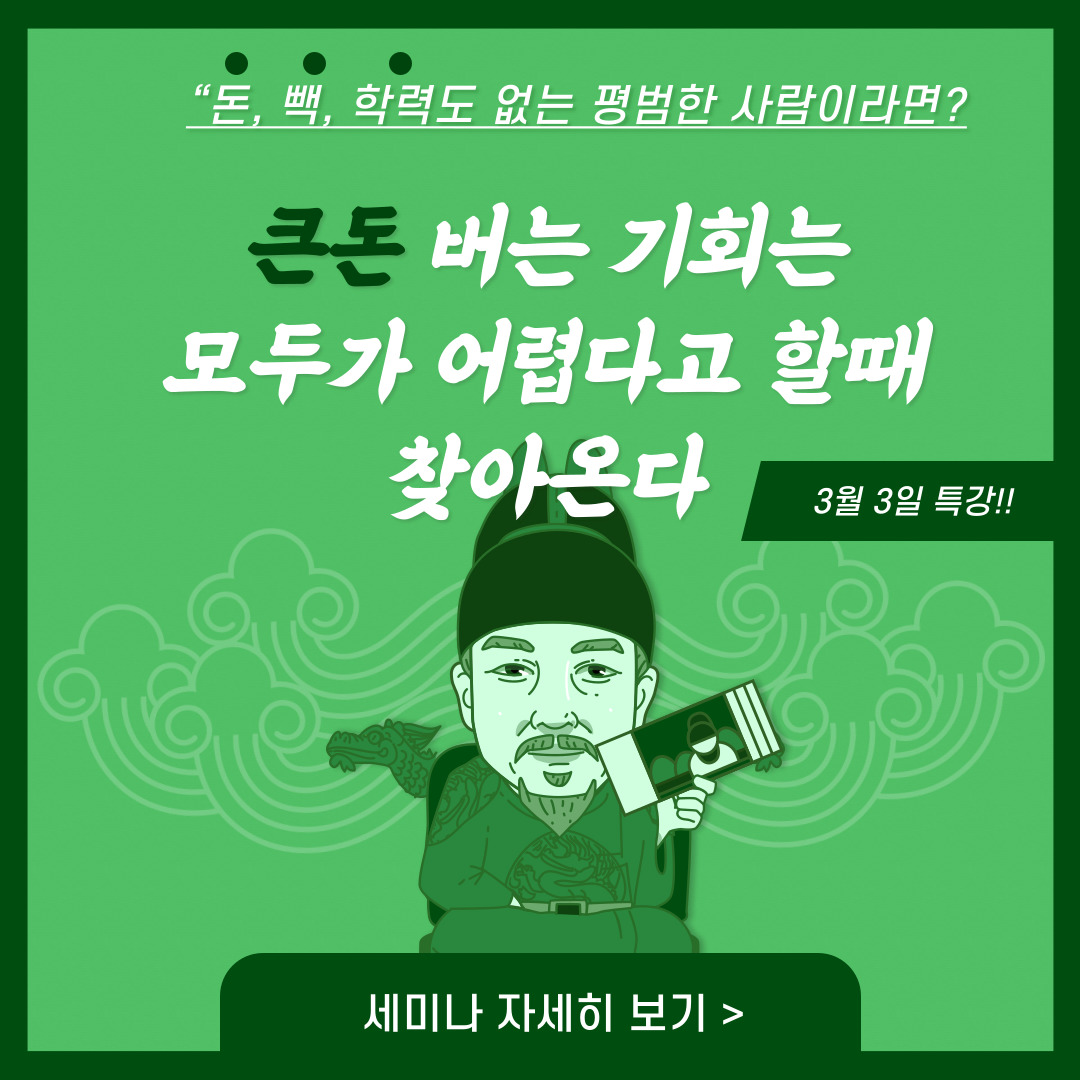 “돈, 빽, 학력도 없는 평범한 사람이라면?
큰돈 버는 기회는
모두가 어렵다고 할때
찾아온다
3월 3일 특강!!
세미나 자세히 보기 >